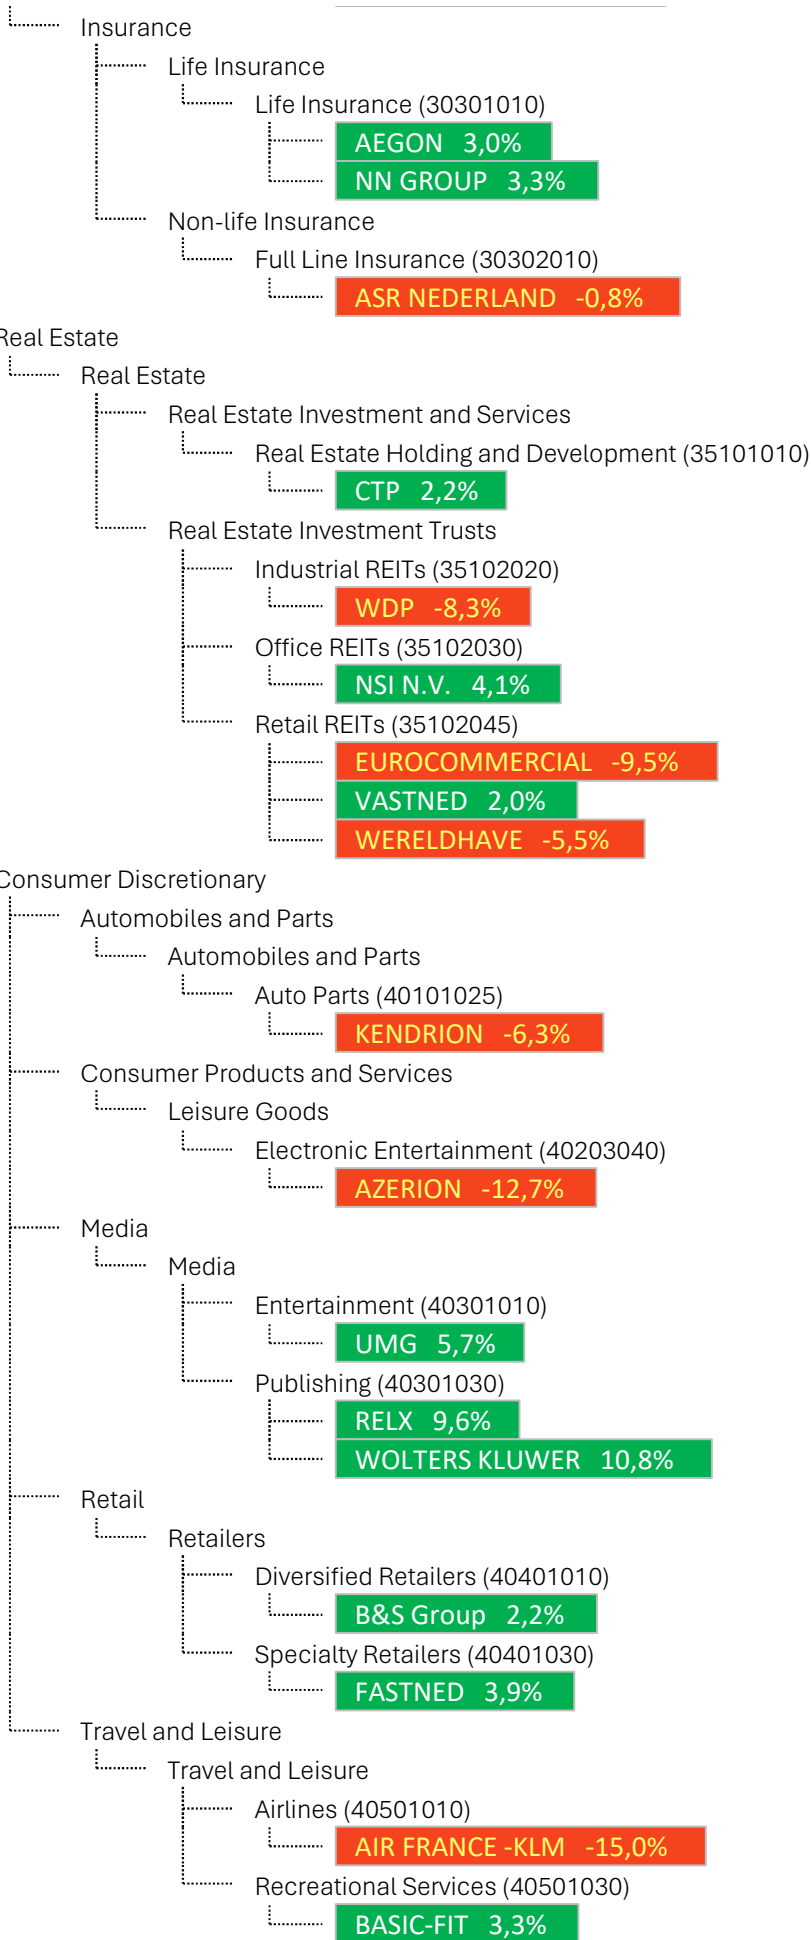 Insurance
Life Insurance
Life Insurance (30301010)
AEGON 3,0%
NN GROUP 3,3%
Non-life Insurance
Full Line Insurance (30302010)
ASR NEDERLAND -0,8%
Real Estate
Real Estate
Real Estate Investment and Services
Real Estate Holding and Development (35101010)
CTP 2,2%
Real Estate Investment Trusts
Industrial REITs (35102020)
WDP -8,3%
Office REITs (35102030)
NSI N.V. 4,1%
Retail REITs (35102045)
EUROCOMMERCIAL -9,5%
VASTNED 2,0%
WERELDHAVE -5,5%
Consumer Discretionary
Automobiles and Parts
Automobiles and Parts
Auto Parts (40101025)
KENDRION -6,3%
Consumer Products and Services
Leisure Goods
Electronic Entertainment (40203040)
AZERION -12,7%
Media
Media
Entertainment (40301010)
UMG 5,7%
Publishing (40301030)
RELX 9,6%
WOLTERS KLUWER 10,8%
Retail
Retailers
Diversified Retailers (40401010)
B&S Group 2,2%
Specialty Retailers (40401030)
FASTNED 3,9%
Travel and Leisure
Travel and Leisure
Airlines (40501010)
AIR FRANCE -KLM -15,0%
Recreational Services (40501030)
BASIC-FIT 3,3%